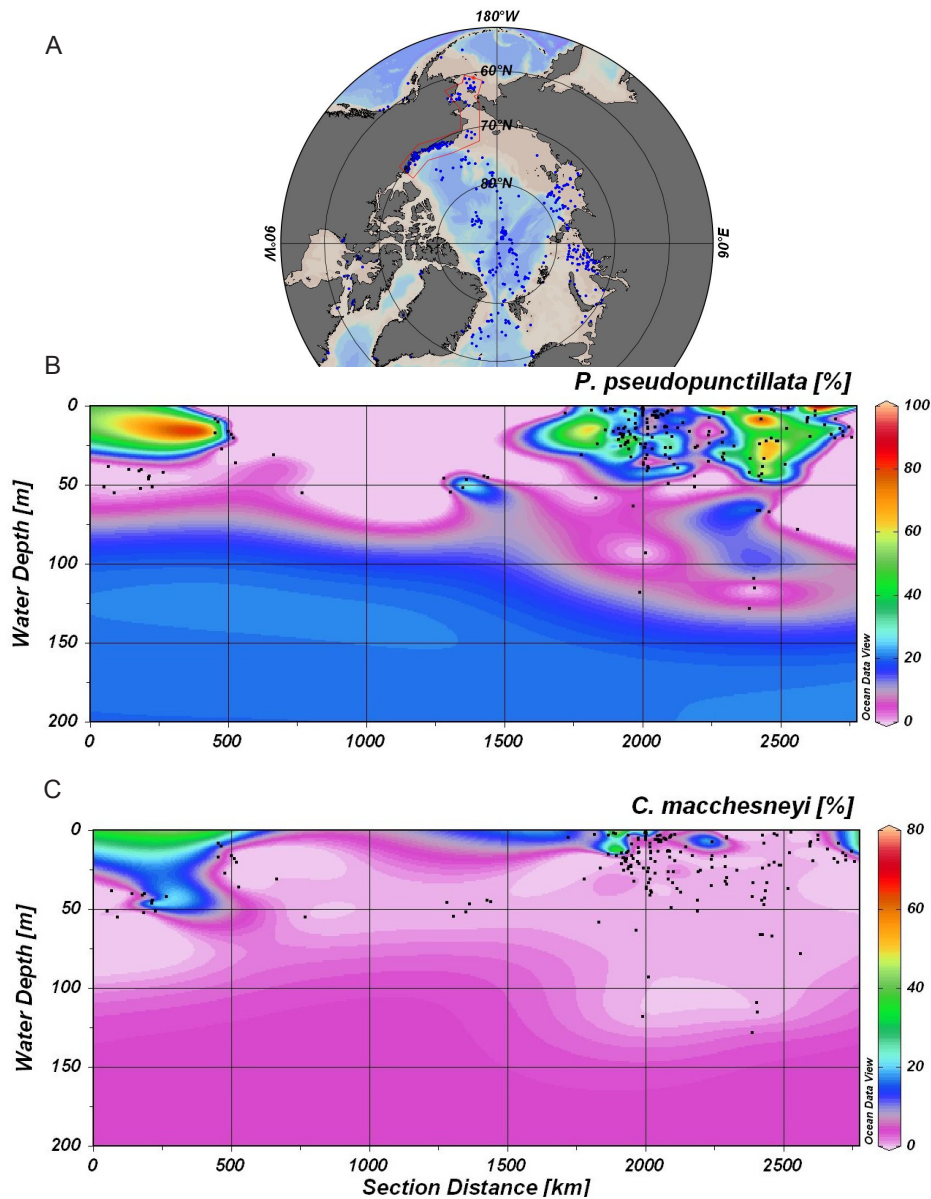 A
180°W
60°N
70°N
80°N
90°W
90°E
B
P. pseudopunctillata [%]
0
50
100
150
200
Water Depth [m]
0
500
1000
1500
2000
2500
Ocean Data View
100
80
60
40
20
0
C
C. macchesneyi [%]
0
50
100
150
200
Water Depth [m]
0
500
1000
1500
2000
2500
Section Distance [km]
Ocean Data View
80
60
40
20
0